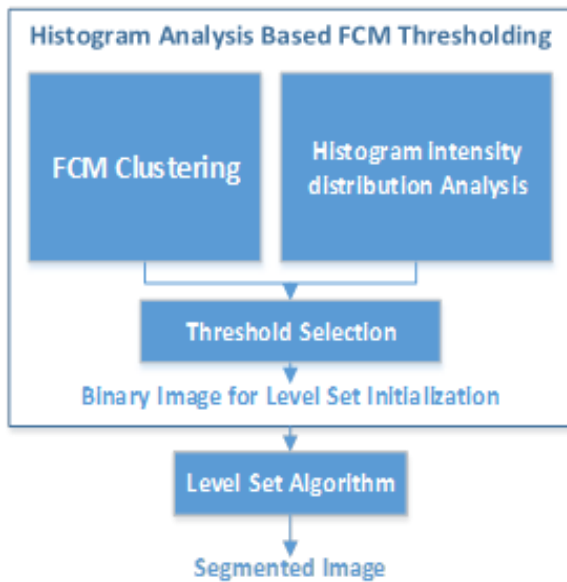 Histogram Analysis Based FCM Thresholding
FCM Clustering
Histogram intensity
distribution Analysis
Threshold Selection
Binary Image for Level Set Initialization
Level Set Algorithm
Segmented Image